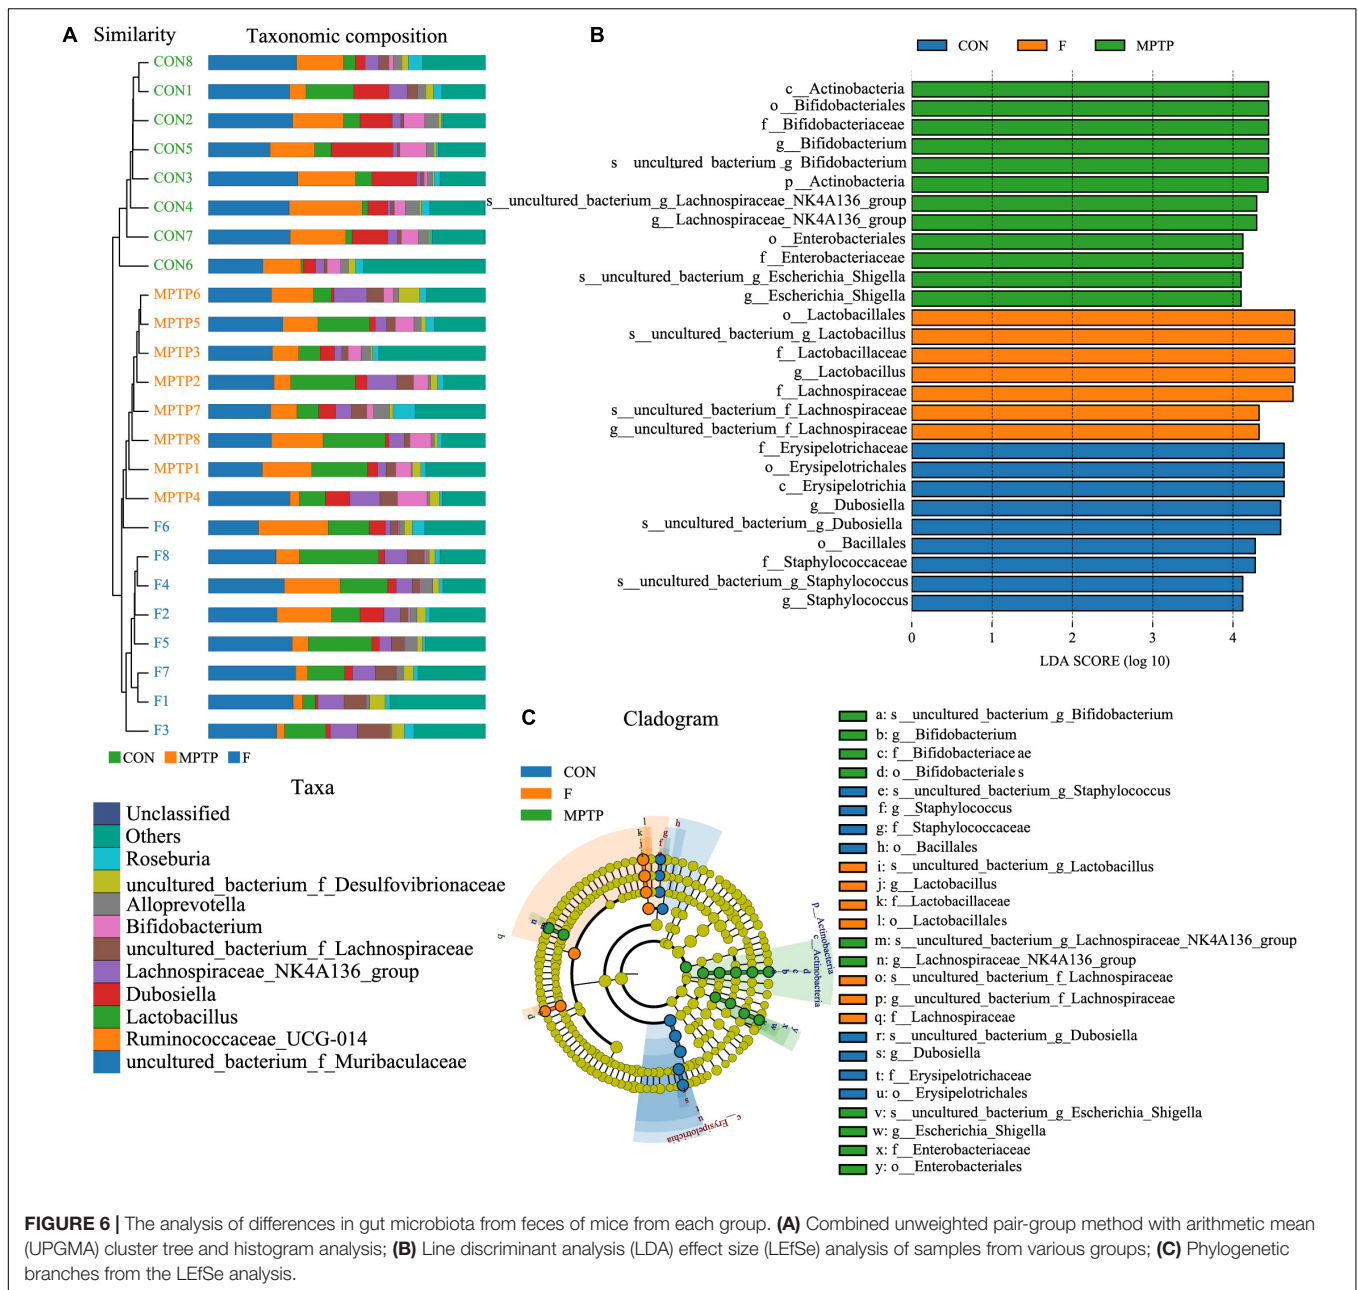 A Similarity Taxonomic composition
CON8
CON1
CON2
CON5
CON3
CON4
CON7
CON6
MPTP6
MPTP5
MPTP3
MPTP2
MPTP7
MPTP8
MPTP1
MPTP4
F6
F8
F4
F2
F5
F7
F1
F3
CON MPTP F
Taxa
Unclassified
Others
Roseburia
uncultured_bacterium_f_Desulfovibrionaceae
Alloprevotella
Bifidobacterium
uncultured_bacterium_f_Lachnospiraceae
Lachnospiraceae_NK4A136_group
Dubosiella
Lactobacillus
Ruminococcaceae_UCG-014
uncultured_bacterium_f_Muribaculaceae
B
CON F MPTP
c__Actinobacteria
o__Bifidobacteriales
f__Bifidobacteriaceae
g__Bifidobacterium
s__uncultured_bacterium_g_Bifidobacterium
p__Actinobacteria
s__uncultured_bacterium_g_Lachnospiraceae_NK4A136_group
g__Lachnospiraceae_NK4A136_group
o__Enterobacteriales
f__Enterobacteriaceae
s__uncultured_bacterium_g_Escherichia_Shigella
g__Escherichia_Shigella
o__Lactobacillales
s__uncultured_bacterium_g_Lactobacillus
f__Lactobacillaceae
g__Lactobacillus
f__Lachnospiraceae
s__uncultured_bacterium_f_Lachnospiraceae
g__uncultured_bacterium_f_Lachnospiraceae
f__Erysipelotrichaceae
o__Erysipelotrichales
c__Erysipelotrichia
g__Dubosiella
s__uncultured_bacterium_g_Dubosiella
o__Bacillales
f__Staphylococcaceae
s__uncultured_bacterium_g_Staphylococcus
g__Staphylococcus
0 1 2 3 4
LDA SCORE (log 10)
C Cladogram
CON
F
MPTP
l
k
j
h
g
f
n
m
q
p
p__Actinobacteria
c__Actinobacteria
a b c d
w x y
s
t
u
c__Erysipelotrichia
a: s__uncultured_bacterium_g_Bifidobacterium
b: g__Bifidobacterium
c: f__Bifidobacteriaceae
d: o__Bifidobacteriales
e: s__uncultured_bacterium_g_Staphylococcus
f: g__Staphylococcus
g: f__Staphylococcaceae
h: o__Bacillales
i: s__uncultured_bacterium_g_Lactobacillus
j: g__Lactobacillus
k: f__Lactobacillaceae
l: o__Lactobacillales
m: s__uncultured_bacterium_g_Lachnospiraceae_NK4A136_group
n: g__Lachnospiraceae_NK4A136_group
o: s__uncultured_bacterium_f_Lachnospiraceae
p: g__uncultured_bacterium_f_Lachnospiraceae
q: f__Lachnospiraceae
r: s__uncultured_bacterium_g_Dubosiella
s: g__Dubosiella
t: f__Erysipelotrichaceae
u: o__Erysipelotrichales
v: s__uncultured_bacterium_g_Escherichia_Shigella
w: g__Escherichia_Shigella
x: f__Enterobacteriaceae
y: o__Enterobacteriales
FIGURE 6 | The analysis of differences in gut microbiota from feces of mice from each group. (A) Combined unweighted pair-group method with arithmetic mean
(UPGMA) cluster tree and histogram analysis; (B) Line discriminant analysis (LDA) effect size (LEfSe) analysis of samples from various groups; (C) Phylogenetic
branches from the LEfSe analysis.